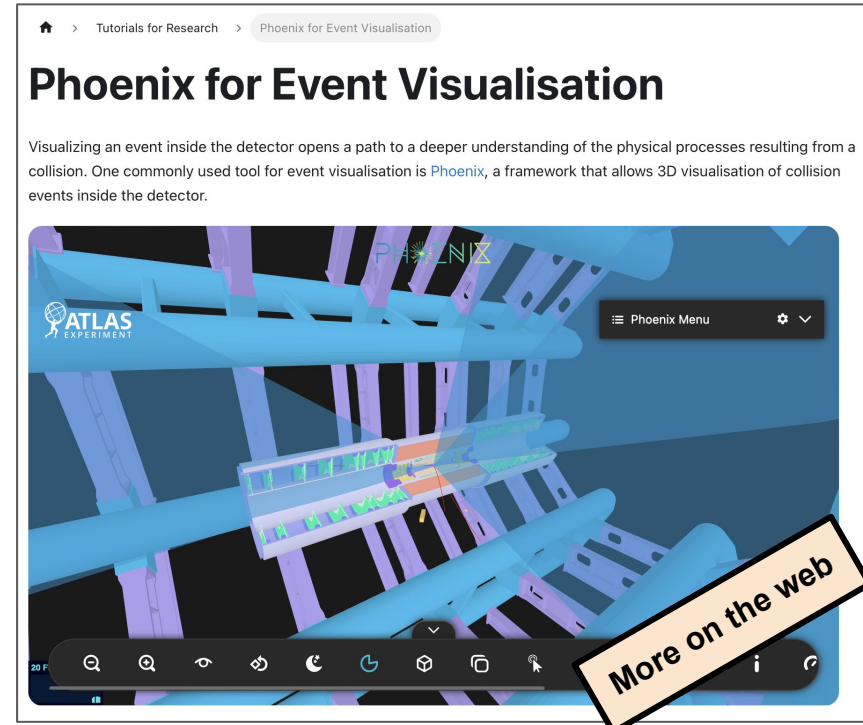 > Tutorials for Research > Phoenix for Event Visualisation
Phoenix for Event Visualisation
Visualizing an event inside the detector opens a path to a deeper understanding of the physical processes resulting from a
collision. One commonly used tool for event visualisation is Phoenix, a framework that allows 3D visualisation of collision
events inside the detector.
PHOENIX
ATLAS
EXPERIMENT
Phoenix Menu
More on the web
20 F